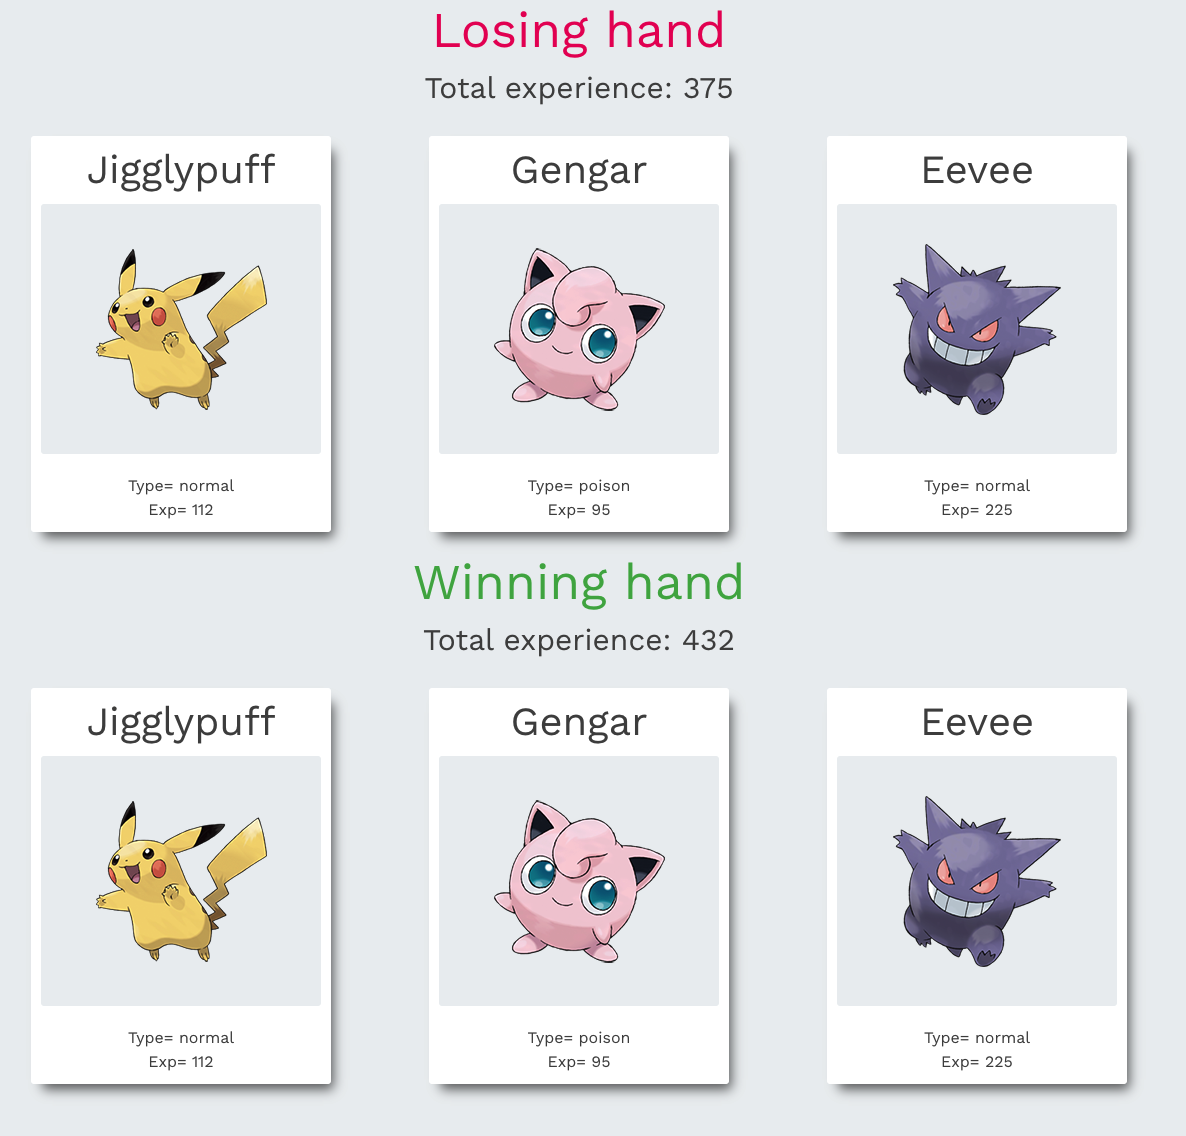 Losing hand
Total experience: 375
Jigglypuff
Gengar
Eevee
Type= normal
Exp= 112
Type= poison
Exp= 95
Type= normal
Exp= 225
Winning hand
Total experience: 432
Jigglypuff
Gengar
Eevee
Type= normal
Exp= 112
Type= poison
Exp= 95
Type= normal
Exp= 225